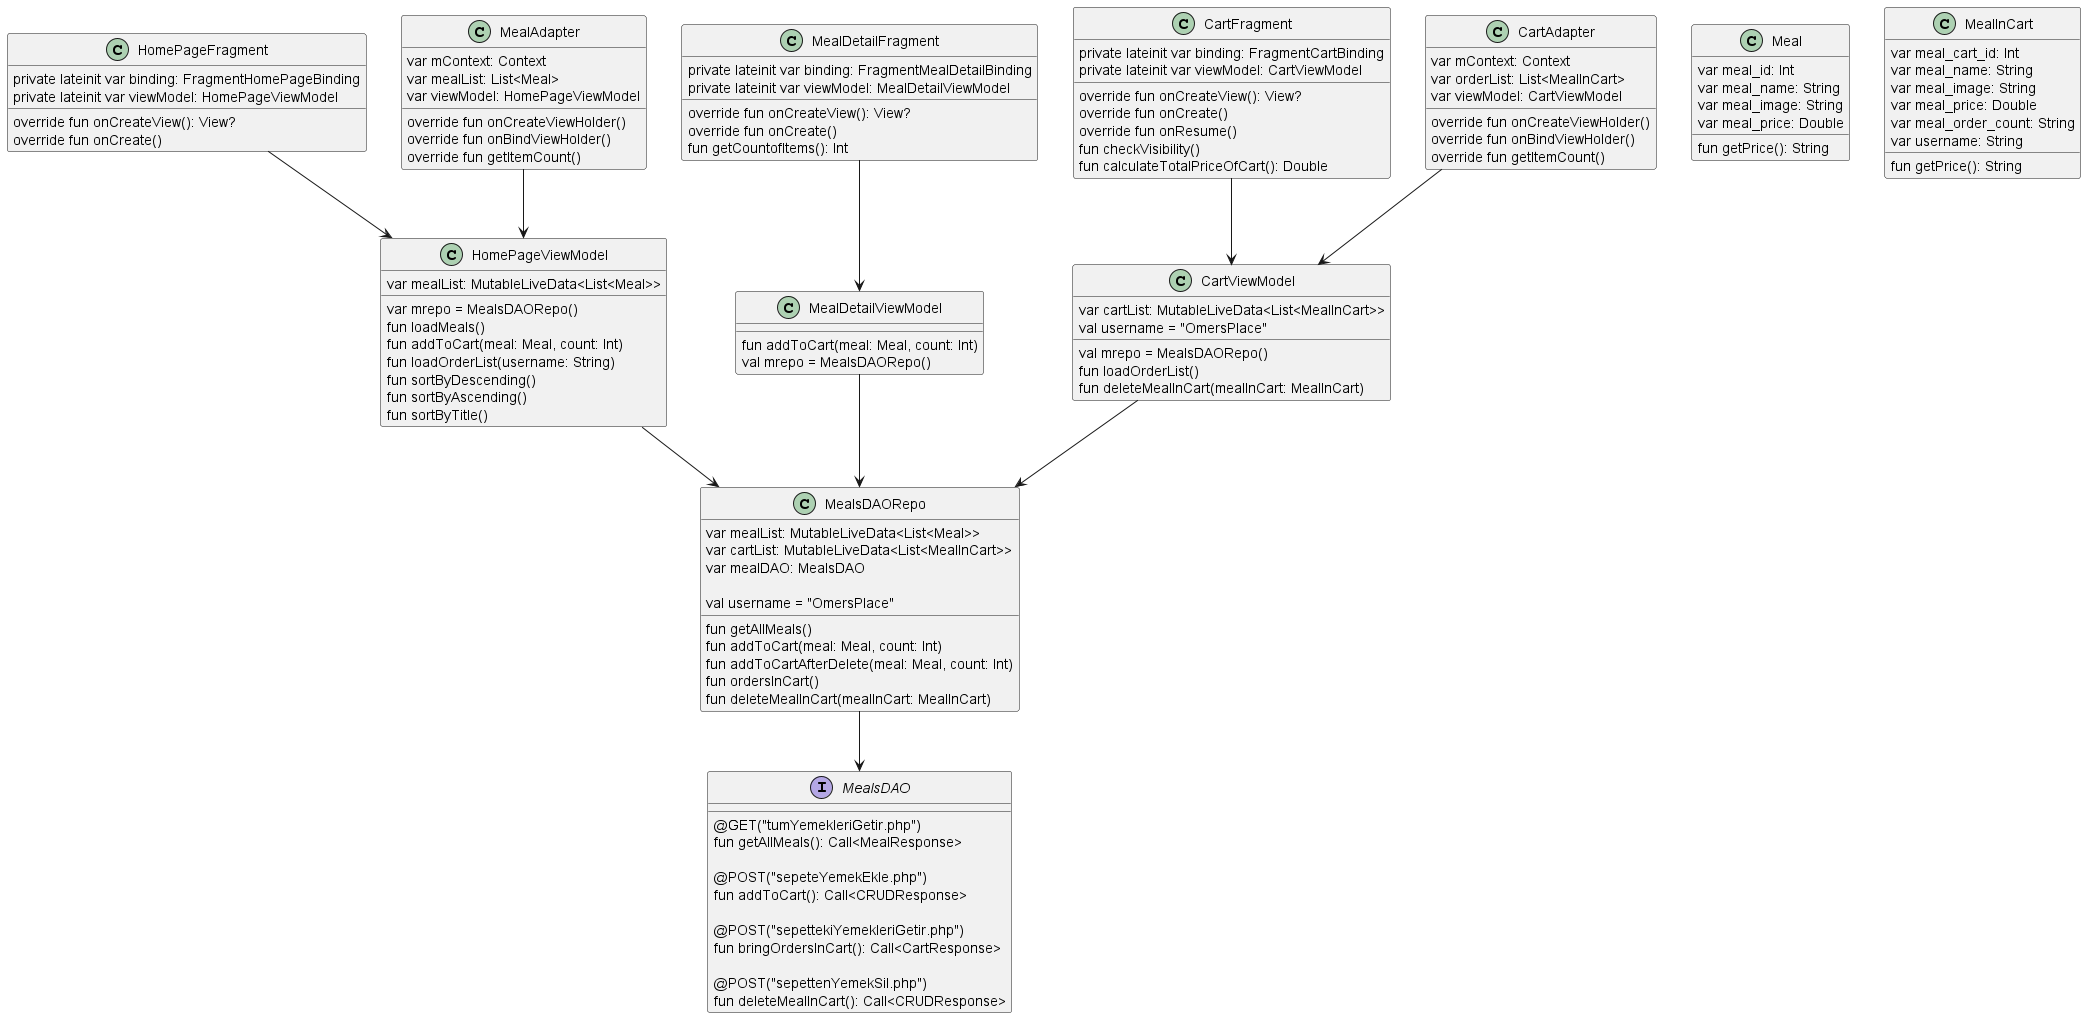 C HomePageFragment
private lateinit var binding: FragmentHomePageBinding
private lateinit var viewModel: HomePageViewModel
override fun onCreateView(): View?
override fun onCreate()
C MealAdapter
var mContext: Context
var mealList: List<Meal>
var viewModel: HomePageViewModel
override fun onCreateViewHolder()
override fun onBindViewHolder()
override fun getItemCount()
C MealDetailFragment
private lateinit var binding: FragmentMealDetailBinding
private lateinit var viewModel: MealDetailViewModel
override fun onCreateView(): View?
override fun onCreate()
fun getCountofItems(): Int
C CartFragment
private lateinit var binding: FragmentCartBinding
private lateinit var viewModel: CartViewModel
override fun onCreateView(): View?
override fun onCreate()
override fun onResume()
fun checkVisibility()
fun calculateTotalPriceOfCart(): Double
C CartAdapter
var mContext: Context
var orderList: List<MealInCart>
var viewModel: CartViewModel
override fun onCreateViewHolder()
override fun onBindViewHolder()
override fun getItemCount()
C Meal
var meal_id: Int
var meal_name: String
var meal_image: String
var meal_price: Double
fun getPrice(): String
C MealInCart
var meal_cart_id: Int
var meal_name: String
var meal_image: String
var meal_price: Double
var meal_order_count: String
var username: String
fun getPrice(): String
C HomePageViewModel
var mealList: MutableLiveData<List<Meal>>
var mrepo = MealsDAORepo()
fun loadMeals()
fun addToCart(meal: Meal, count: Int)
fun loadOrderList(username: String)
fun sortByDescending()
fun sortByAscending()
fun sortByTitle()
C MealDetailViewModel
fun addToCart(meal: Meal, count: Int)
val mrepo = MealsDAORepo()
C CartViewModel
var cartList: MutableLiveData<List<MealInCart>>
val username = "OmersPlace"
val mrepo = MealsDAORepo()
fun loadOrderList()
fun deleteMealInCart(mealInCart: MealInCart)
C MealsDAORepo
var mealList: MutableLiveData<List<Meal>>
var cartList: MutableLiveData<List<MealInCart>>
var mealDAO: MealsDAO
val username = "OmersPlace"
fun getAllMeals()
fun addToCart(meal: Meal, count: Int)
fun addToCartAfterDelete(meal: Meal, count: Int)
fun ordersInCart()
fun deleteMealInCart(mealInCart: MealInCart)
I MealsDAO
@GET("tumYemekleriGetir.php")
fun getAllMeals(): Call<MealResponse>
@POST("sepeteYemekEkle.php")
fun addToCart(): Call<CRUDResponse>
@POST("sepettekiYemekleriGetir.php")
fun bringOrdersInCart(): Call<CartResponse>
@POST("sepettenYemekSil.php")
fun deleteMealInCart(): Call<CRUDResponse>